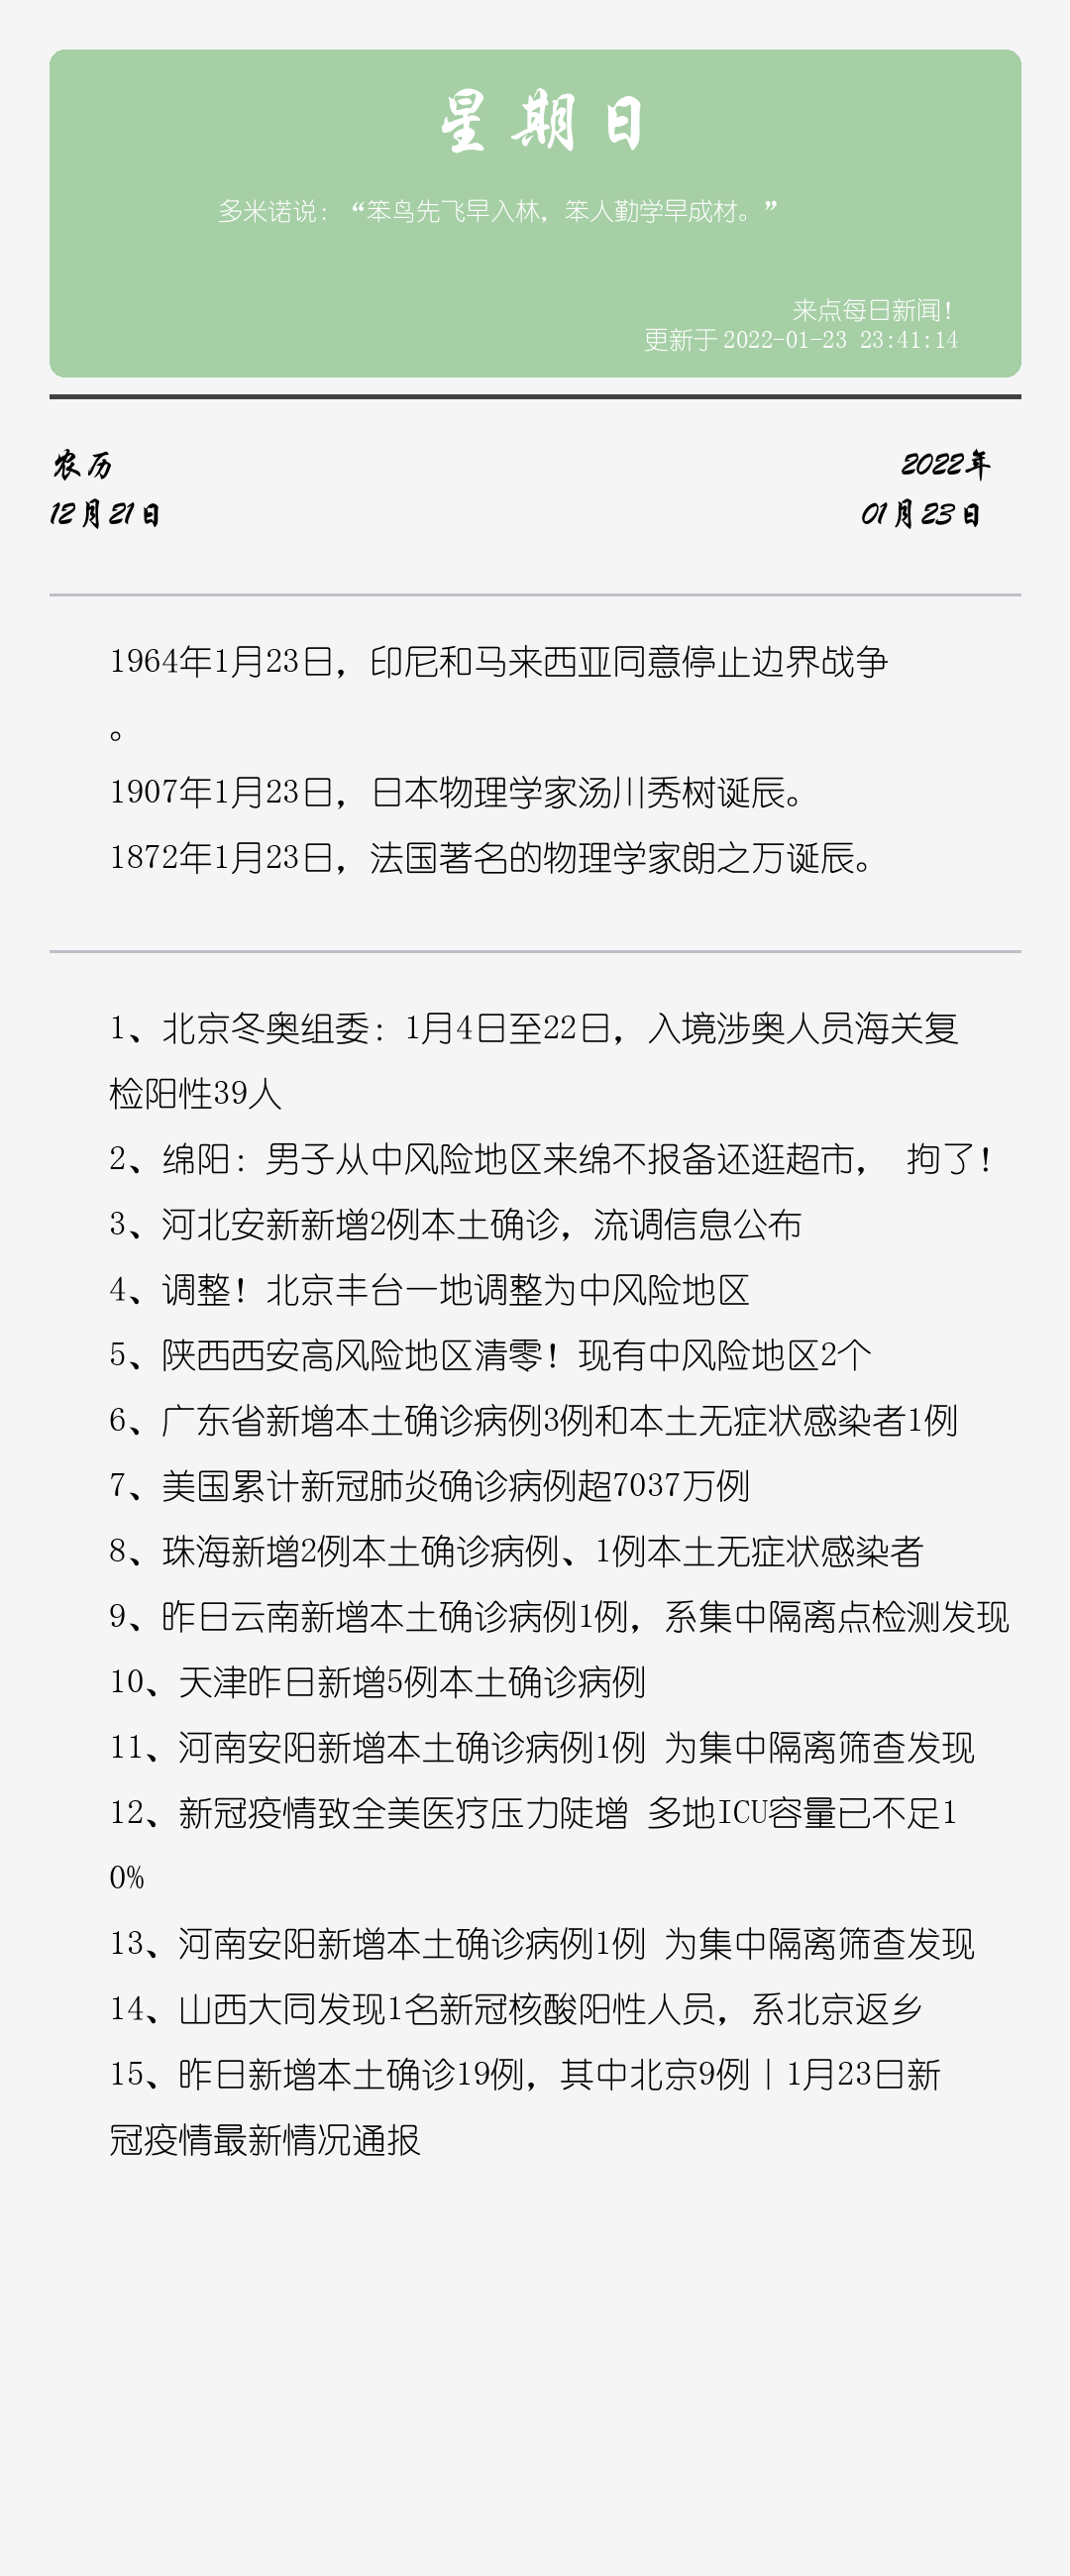 星期日
多米诺说：“笨鸟先飞早入林，笨人勤学早成材。”
来点每日新闻！
更新于 2022-01-23 23:41:14
农历
12月21日
2022年
01月23日
1964年1月23日，印尼和马来西亚同意停止边界战争
。
1907年1月23日，日本物理学家汤川秀树诞辰。
1872年1月23日，法国著名的物理学家朗之万诞辰。
1、北京冬奥组委：1月4日至22日，入境涉奥人员海关复
检阳性39人
2、绵阳：男子从中风险地区来绵不报备还逛超市， 拘了！
3、河北安新新增2例本土确诊，流调信息公布
4、调整！北京丰台一地调整为中风险地区
5、陕西西安高风险地区清零！现有中风险地区2个
6、广东省新增本土确诊病例3例和本土无症状感染者1例
7、美国累计新冠肺炎确诊病例超7037万例
8、珠海新增2例本土确诊病例、1例本土无症状感染者
9、昨日云南新增本土确诊病例1例，系集中隔离点检测发现
10、天津昨日新增5例本土确诊病例
11、河南安阳新增本土确诊病例1例 为集中隔离筛查发现
12、新冠疫情致全美医疗压力陡增 多地ICU容量已不足1
0%
13、河南安阳新增本土确诊病例1例 为集中隔离筛查发现
14、山西大同发现1名新冠核酸阳性人员，系北京返乡
15、昨日新增本土确诊19例，其中北京9例丨1月23日新
冠疫情最新情况通报